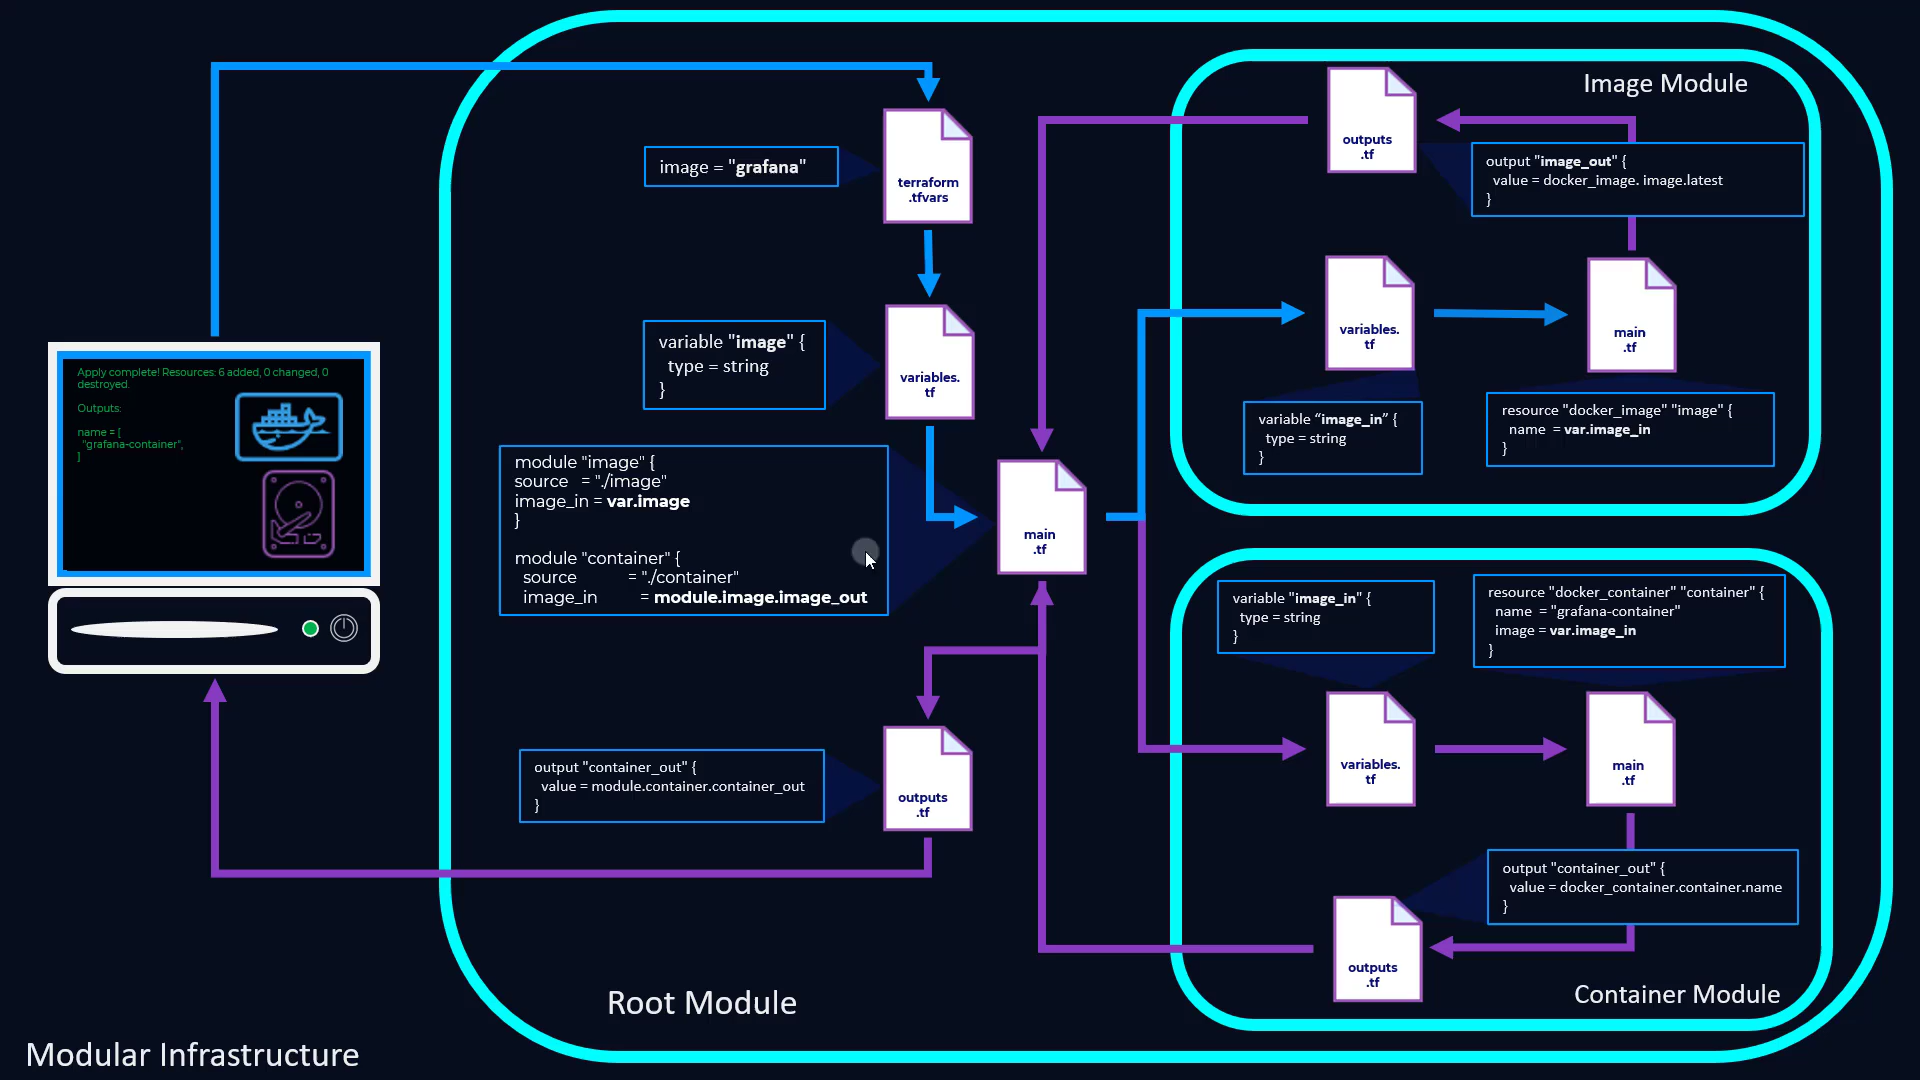 Image Module
outputs
.tf
output "image_out" {
value = docker_image. image.latest
}
image = "grafana"
terraform
.tfvars
variable "image" {
type = string
}
variables.
tf
variables.
tf
main
.tf
variable “image_in” {
type = string
}
resource "docker_image" "image" {
name = var.image_in
}
Apply complete! Resources: 6 added, 0 changed, 0
destroyed.
Outputs:
name = [
"grafana-container",
]
module "image" {
source = "./image"
image_in = var.image
}
module "container" {
source = "./container"
image_in = module.image.image_out
main
.tf
variable "image_in" {
type = string
}
resource "docker_container" "container" {
name = "grafana-container"
image = var.image_in
}
variables.
tf
main
.tf
output "container_out" {
value = module.container.container_out
}
outputs
.tf
output "container_out" {
value = docker_container.container.name
}
outputs
.tf
Container Module
Root Module
Modular Infrastructure